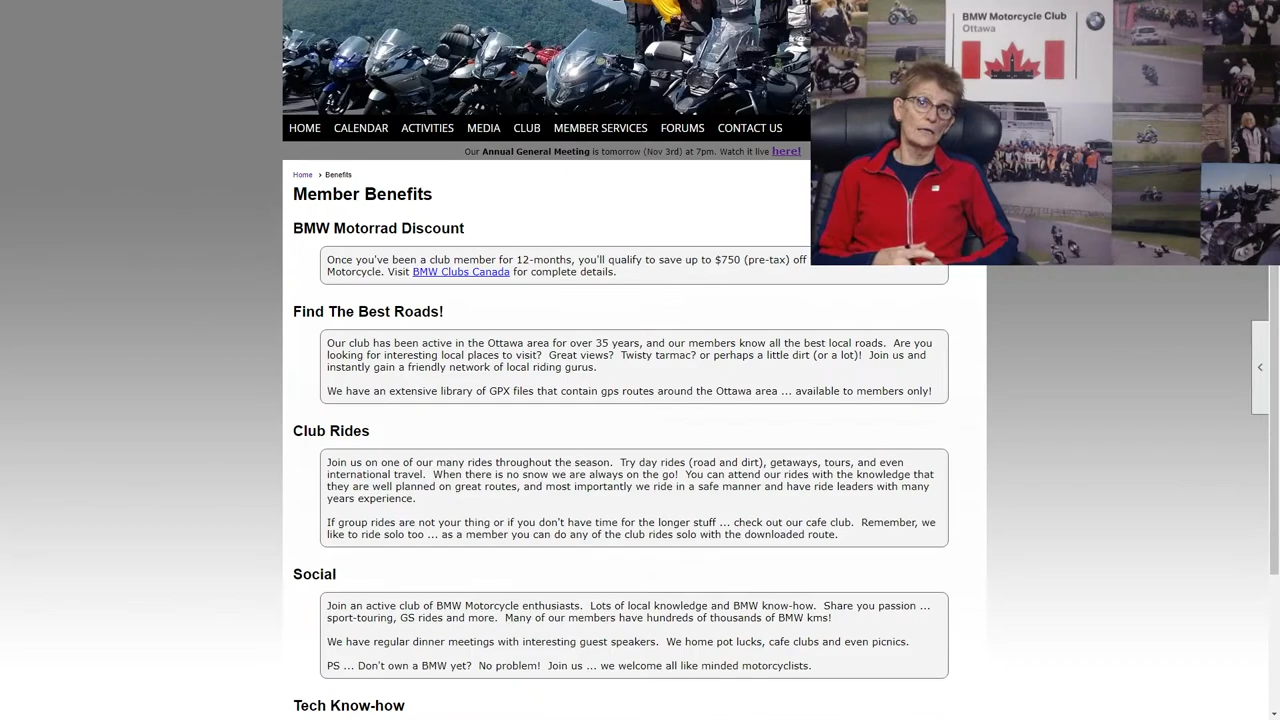 BMW Motorcycle Club
Ottawa
HOME CALENDAR ACTIVITIES MEDIA CLUB MEMBER SERVICES FORUMS CONTACT US
Our Annual General Meeting is tomorrow (Nov 3rd) at 7pm. Watch it live here!
Home › Benefits
Member Benefits
BMW Motorrad Discount
Once you've been a club member for 12-months, you'll qualify to save up to $750 (pre-tax) off
Motorcycle. Visit BMW Clubs Canada for complete details.
Find The Best Roads!
Our club has been active in the Ottawa area for over 35 years, and our members know all the best local roads. Are you
looking for interesting local places to visit? Great views? Twisty tarmac? or perhaps a little dirt (or a lot)! Join us and
instantly gain a friendly network of local riding gurus.
We have an extensive library of GPX files that contain gps routes around the Ottawa area ... available to members only!
Club Rides
Join us on one of our many rides throughout the season. Try day rides (road and dirt), getaways, tours, and even
international travel. When there is no snow we are always on the go! You can attend our rides with the knowledge that
they are well planned on great routes, and most importantly we ride in a safe manner and have ride leaders with many
years experience.
If group rides are not your thing or if you don't have time for the longer stuff ... check out our cafe club. Remember, we
like to ride solo too ... as a member you can do any of the club rides solo with the downloaded route.
Social
Join an active club of BMW Motorcycle enthusiasts. Lots of local knowledge and BMW know-how. Share you passion ...
sport-touring, GS rides and more. Many of our members have hundreds of thousands of BMW kms!
We have regular dinner meetings with interesting guest speakers. We home pot lucks, cafe clubs and even picnics.
PS ... Don't own a BMW yet? No problem! Join us ... we welcome all like minded motorcyclists.
Tech Know-how